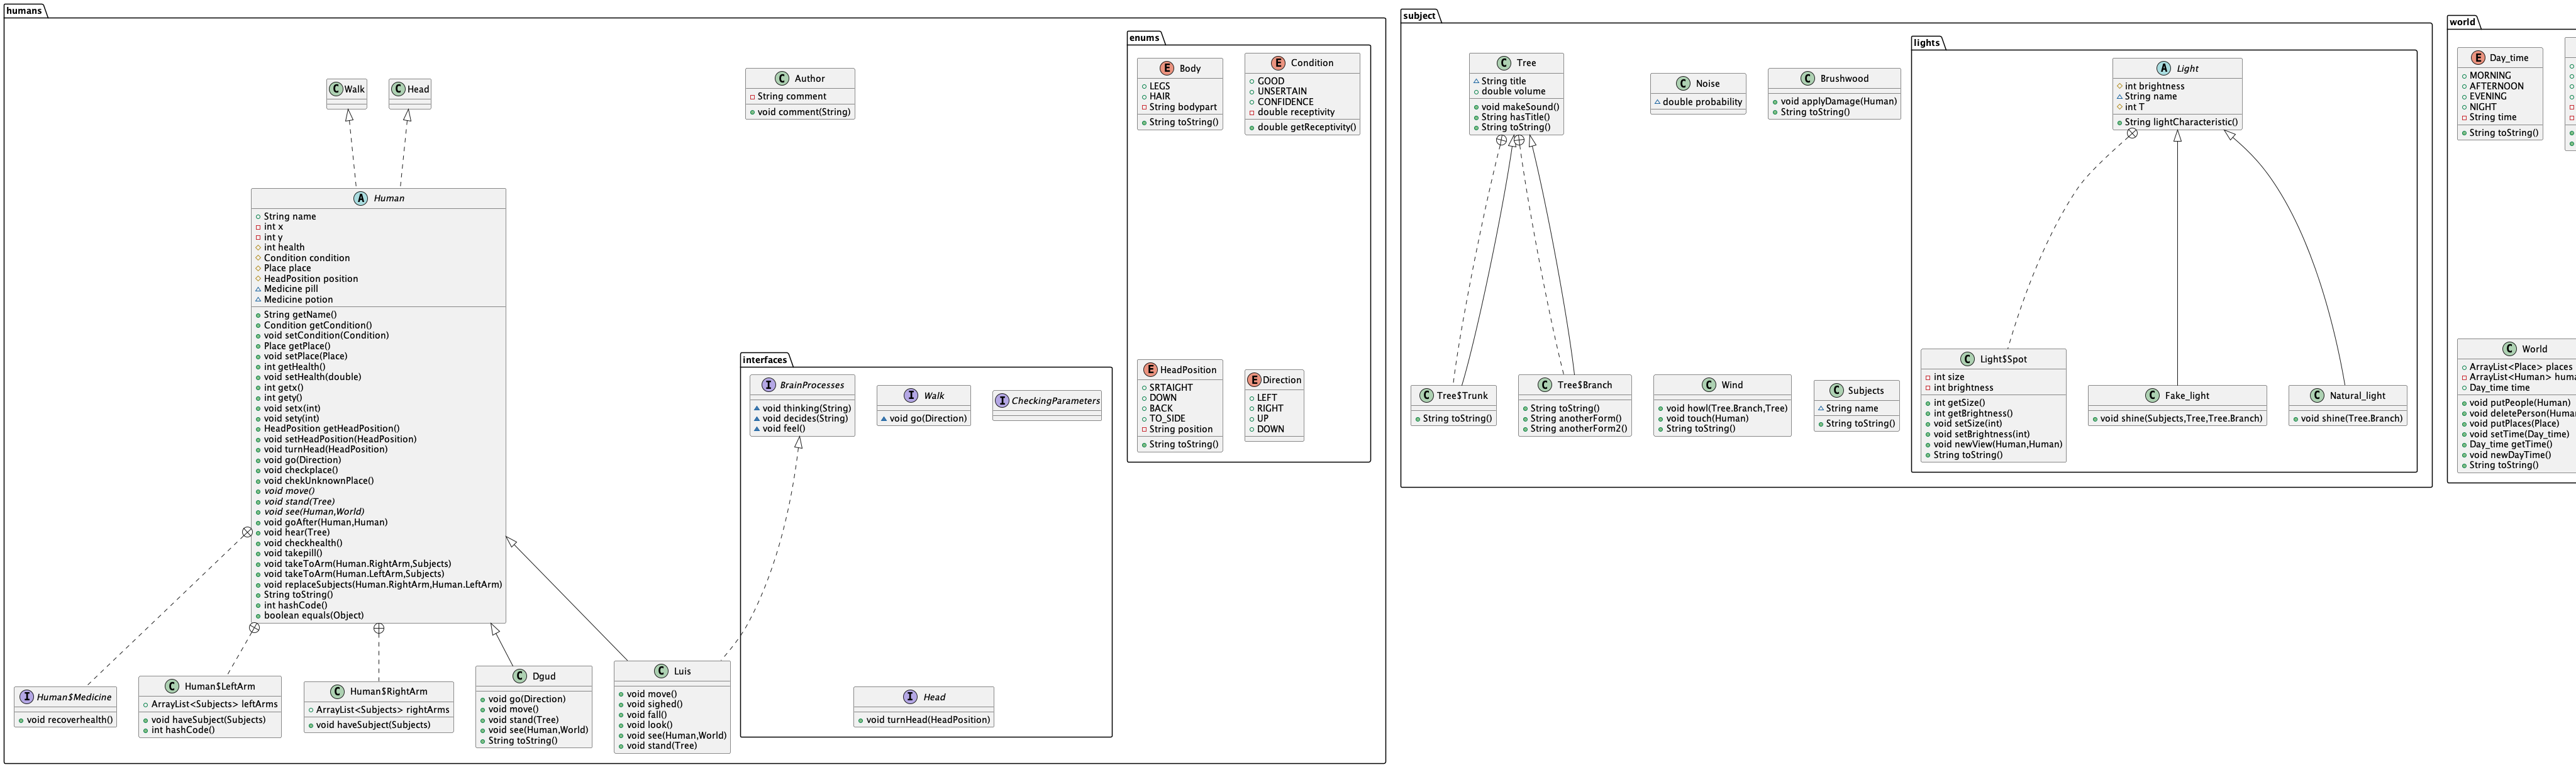 humans
Walk
Head
Author
String comment
void comment(String)
Human
String name
int x
int y
int health
Condition condition
Place place
HeadPosition position
Medicine pill
Medicine potion
String getName()
Condition getCondition()
void setCondition(Condition)
Place getPlace()
void setPlace(Place)
int getHealth()
void setHealth(double)
int getx()
int gety()
void setx(int)
void sety(int)
HeadPosition getHeadPosition()
void setHeadPosition(HeadPosition)
void turnHead(HeadPosition)
void go(Direction)
void checkplace()
void chekUnknownPlace()
void move()
void stand(Tree)
void see(Human,World)
void goAfter(Human,Human)
void hear(Tree)
void checkhealth()
void takepill()
void takeToArm(Human.RightArm,Subjects)
void takeToArm(Human.LeftArm,Subjects)
void replaceSubjects(Human.RightArm,Human.LeftArm)
String toString()
int hashCode()
boolean equals(Object)
Human$Medicine
void recoverhealth()
Human$LeftArm
ArrayList<Subjects> leftArms
void haveSubject(Subjects)
int hashCode()
Human$RightArm
ArrayList<Subjects> rightArms
void haveSubject(Subjects)
Dgud
void go(Direction)
void move()
void stand(Tree)
void see(Human,World)
String toString()
Luis
void move()
void sighed()
void fall()
void look()
void see(Human,World)
void stand(Tree)
interfaces
BrainProcesses
void thinking(String)
void decides(String)
void feel()
Walk
void go(Direction)
CheckingParameters
Head
void turnHead(HeadPosition)
enums
Body
LEGS
HAIR
String bodypart
String toString()
Condition
GOOD
UNSERTAIN
CONFIDENCE
double receptivity
double getReceptivity()
HeadPosition
SRTAIGHT
DOWN
BACK
TO_SIDE
String position
String toString()
Direction
LEFT
RIGHT
UP
DOWN
subject
Tree
String title
double volume
void makeSound()
String hasTitle()
String toString()
Noise
double probability
Brushwood
void applyDamage(Human)
String toString()
Tree$Trunk
String toString()
Tree$Branch
String toString()
String anotherForm()
String anotherForm2()
Wind
void howl(Tree.Branch,Tree)
void touch(Human)
String toString()
Subjects
String name
String toString()
lights
Light
int brightness
String name
int T
String lightCharacteristic()
Light$Spot
int size
int brightness
int getSize()
int getBrightness()
void setSize(int)
void setBrightness(int)
void newView(Human,Human)
String toString()
Fake_light
void shine(Subjects,Tree,Tree.Branch)
Natural_light
void shine(Tree.Branch)
world
Day_time
MORNING
AFTERNOON
EVENING
NIGHT
String time
String toString()
World
ArrayList<Place> places
ArrayList<Human> huma
Day_time time
void putPeople(Human)
void deletePerson(Huma
void putPlaces(Place)
void setTime(Day_time)
Day_time getTime()
void newDayTime()
String toString()